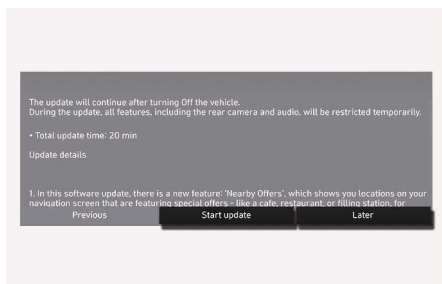 The update will continue after turning Off the vehicle.
During the update, all features, including the rear camera and audio, will be restricted temporarily.
• Total update time: 20 min
Update details
1. In this software update, there is a new feature: 'Nearby Offers', which shows you locations on your
navigation screen that are featuring special offers - like a cafe, restaurant, or filling station, for
Previous
Start update
Later